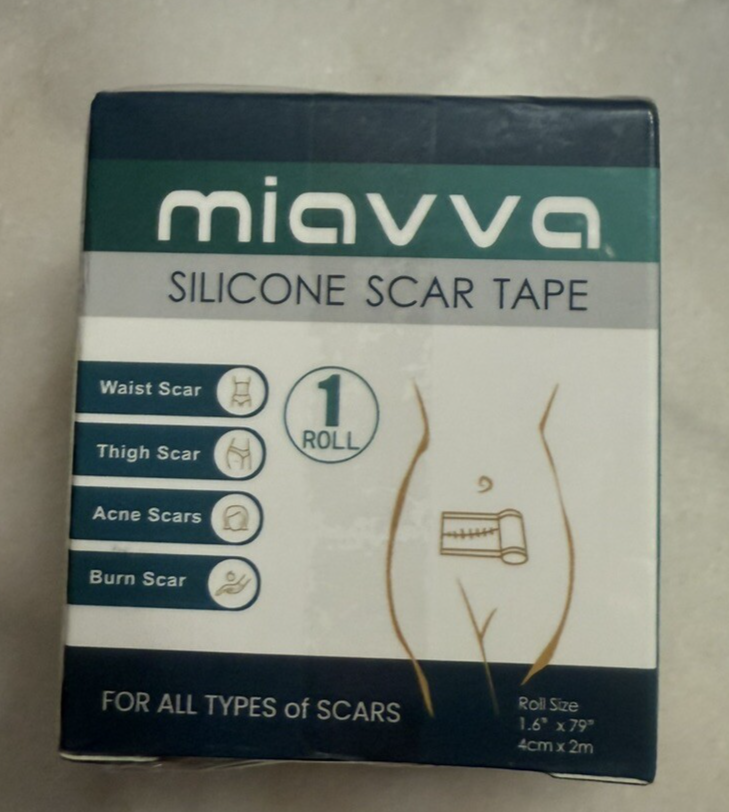 miavva
SILICONE SCAR TAPE
Waist Scar
1
ROLL
Thigh Scar
Acne Scars
Burn Scar
FOR ALL TYPES of SCARS
Roll Size
1.6" x 79"
4cm x 2m